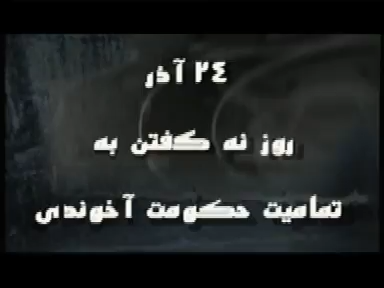 ۲۴ آذر
روز نه گفتن به
تمامیت حکومت آخوندی